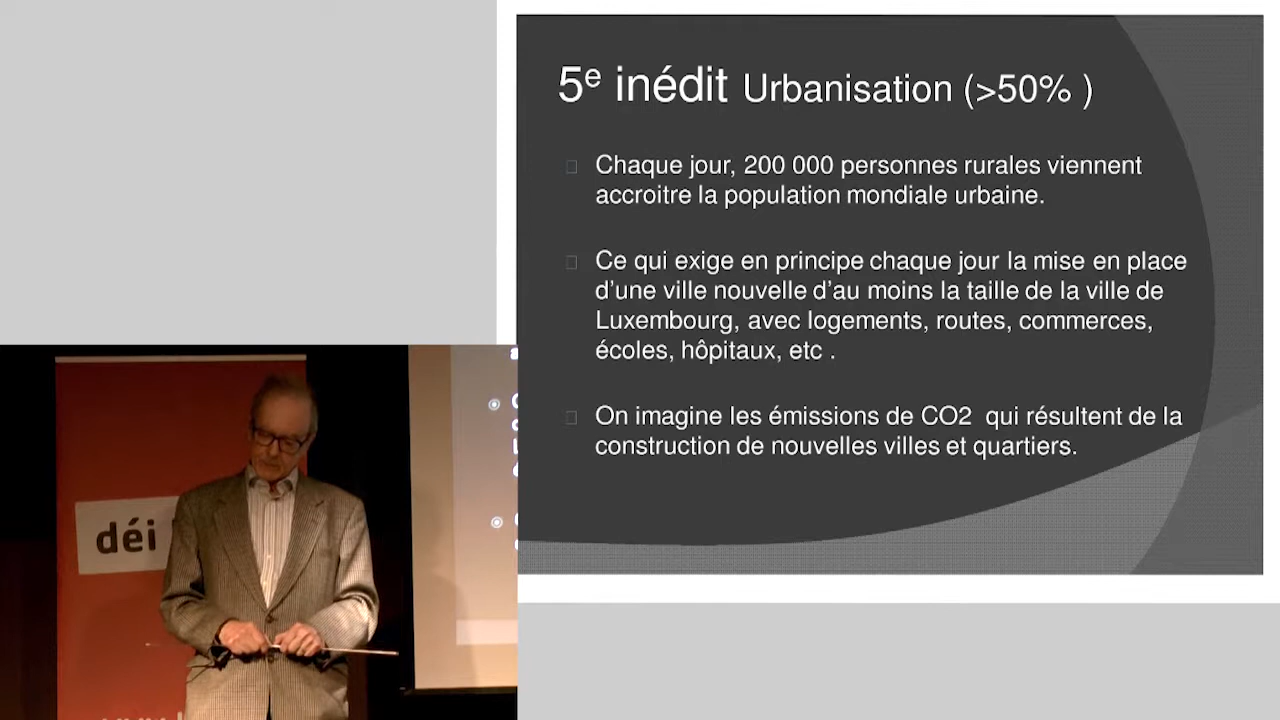 5e inédit Urbanisation (>50% )
Chaque jour, 200 000 personnes rurales viennent
accroitre la population mondiale urbaine.
Ce qui exige en principe chaque jour la mise en place
d'une ville nouvelle d'au moins la taille de la ville de
Luxembourg, avec logements, routes, commerces,
écoles, hôpitaux, etc .
On imagine les émissions de CO2 qui résultent de la
construction de nouvelles villes et quartiers.
déi